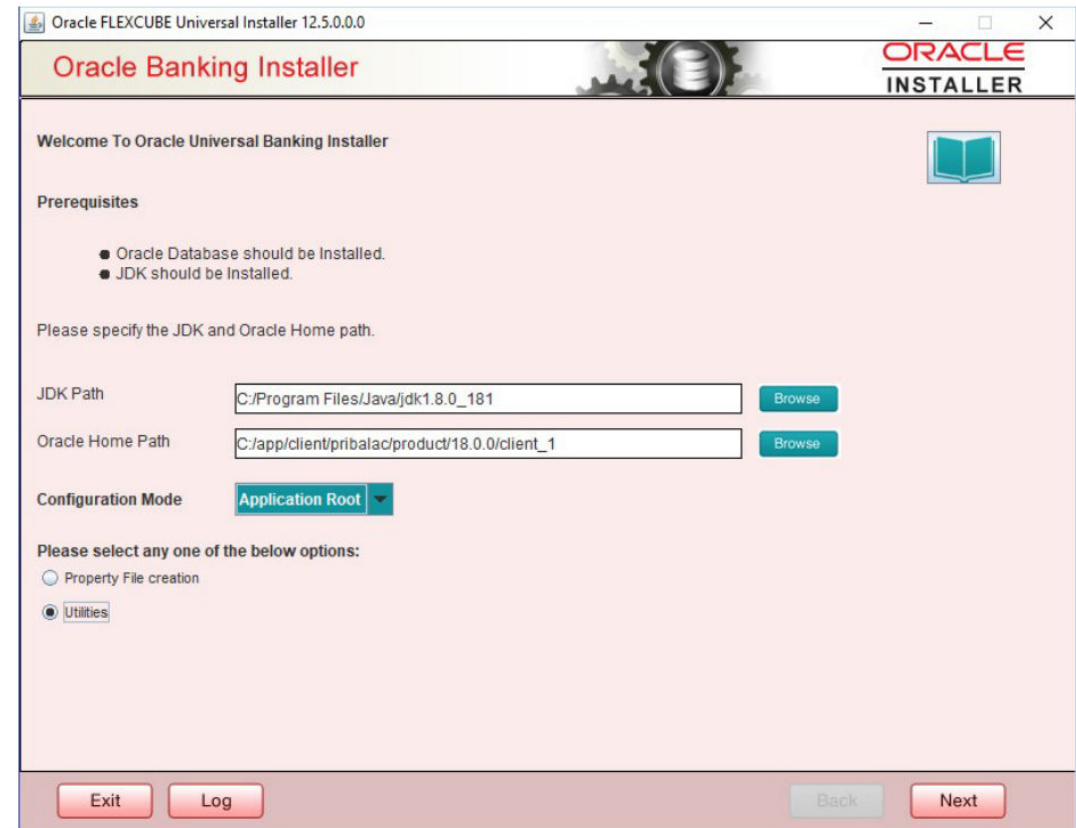 Oracle FLEXCUBE Universal Installer 12.5.0.0.0
Oracle Banking Installer
ORACLE
INSTALLER
Welcome To Oracle Universal Banking Installer
Prerequisites
Oracle Database should be Installed.
JDK should be Installed.
Please specify the JDK and Oracle Home path.
JDK Path C:/Program Files/Java/jdk1.8.0_181 Browse
Oracle Home Path C:/app/client/pribalac/product/18.0.0/client_1 Browse
Configuration Mode Application Root
Please select any one of the below options:
Property File creation
Utilities
Exit Log Back Next